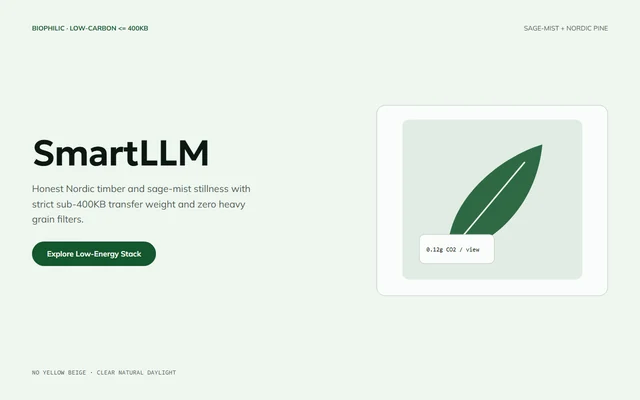 BIOPHILIC · LOW-CARBON <= 400KB
SAGE-MIST + NORDIC PINE
SmartLLM
Honest Nordic timber and sage-mist stillness with
strict sub-400KB transfer weight and zero heavy
grain filters.
Explore Low-Energy Stack
0.12g CO2 / view
NO YELLOW BEIGE · CLEAR NATURAL DAYLIGHT